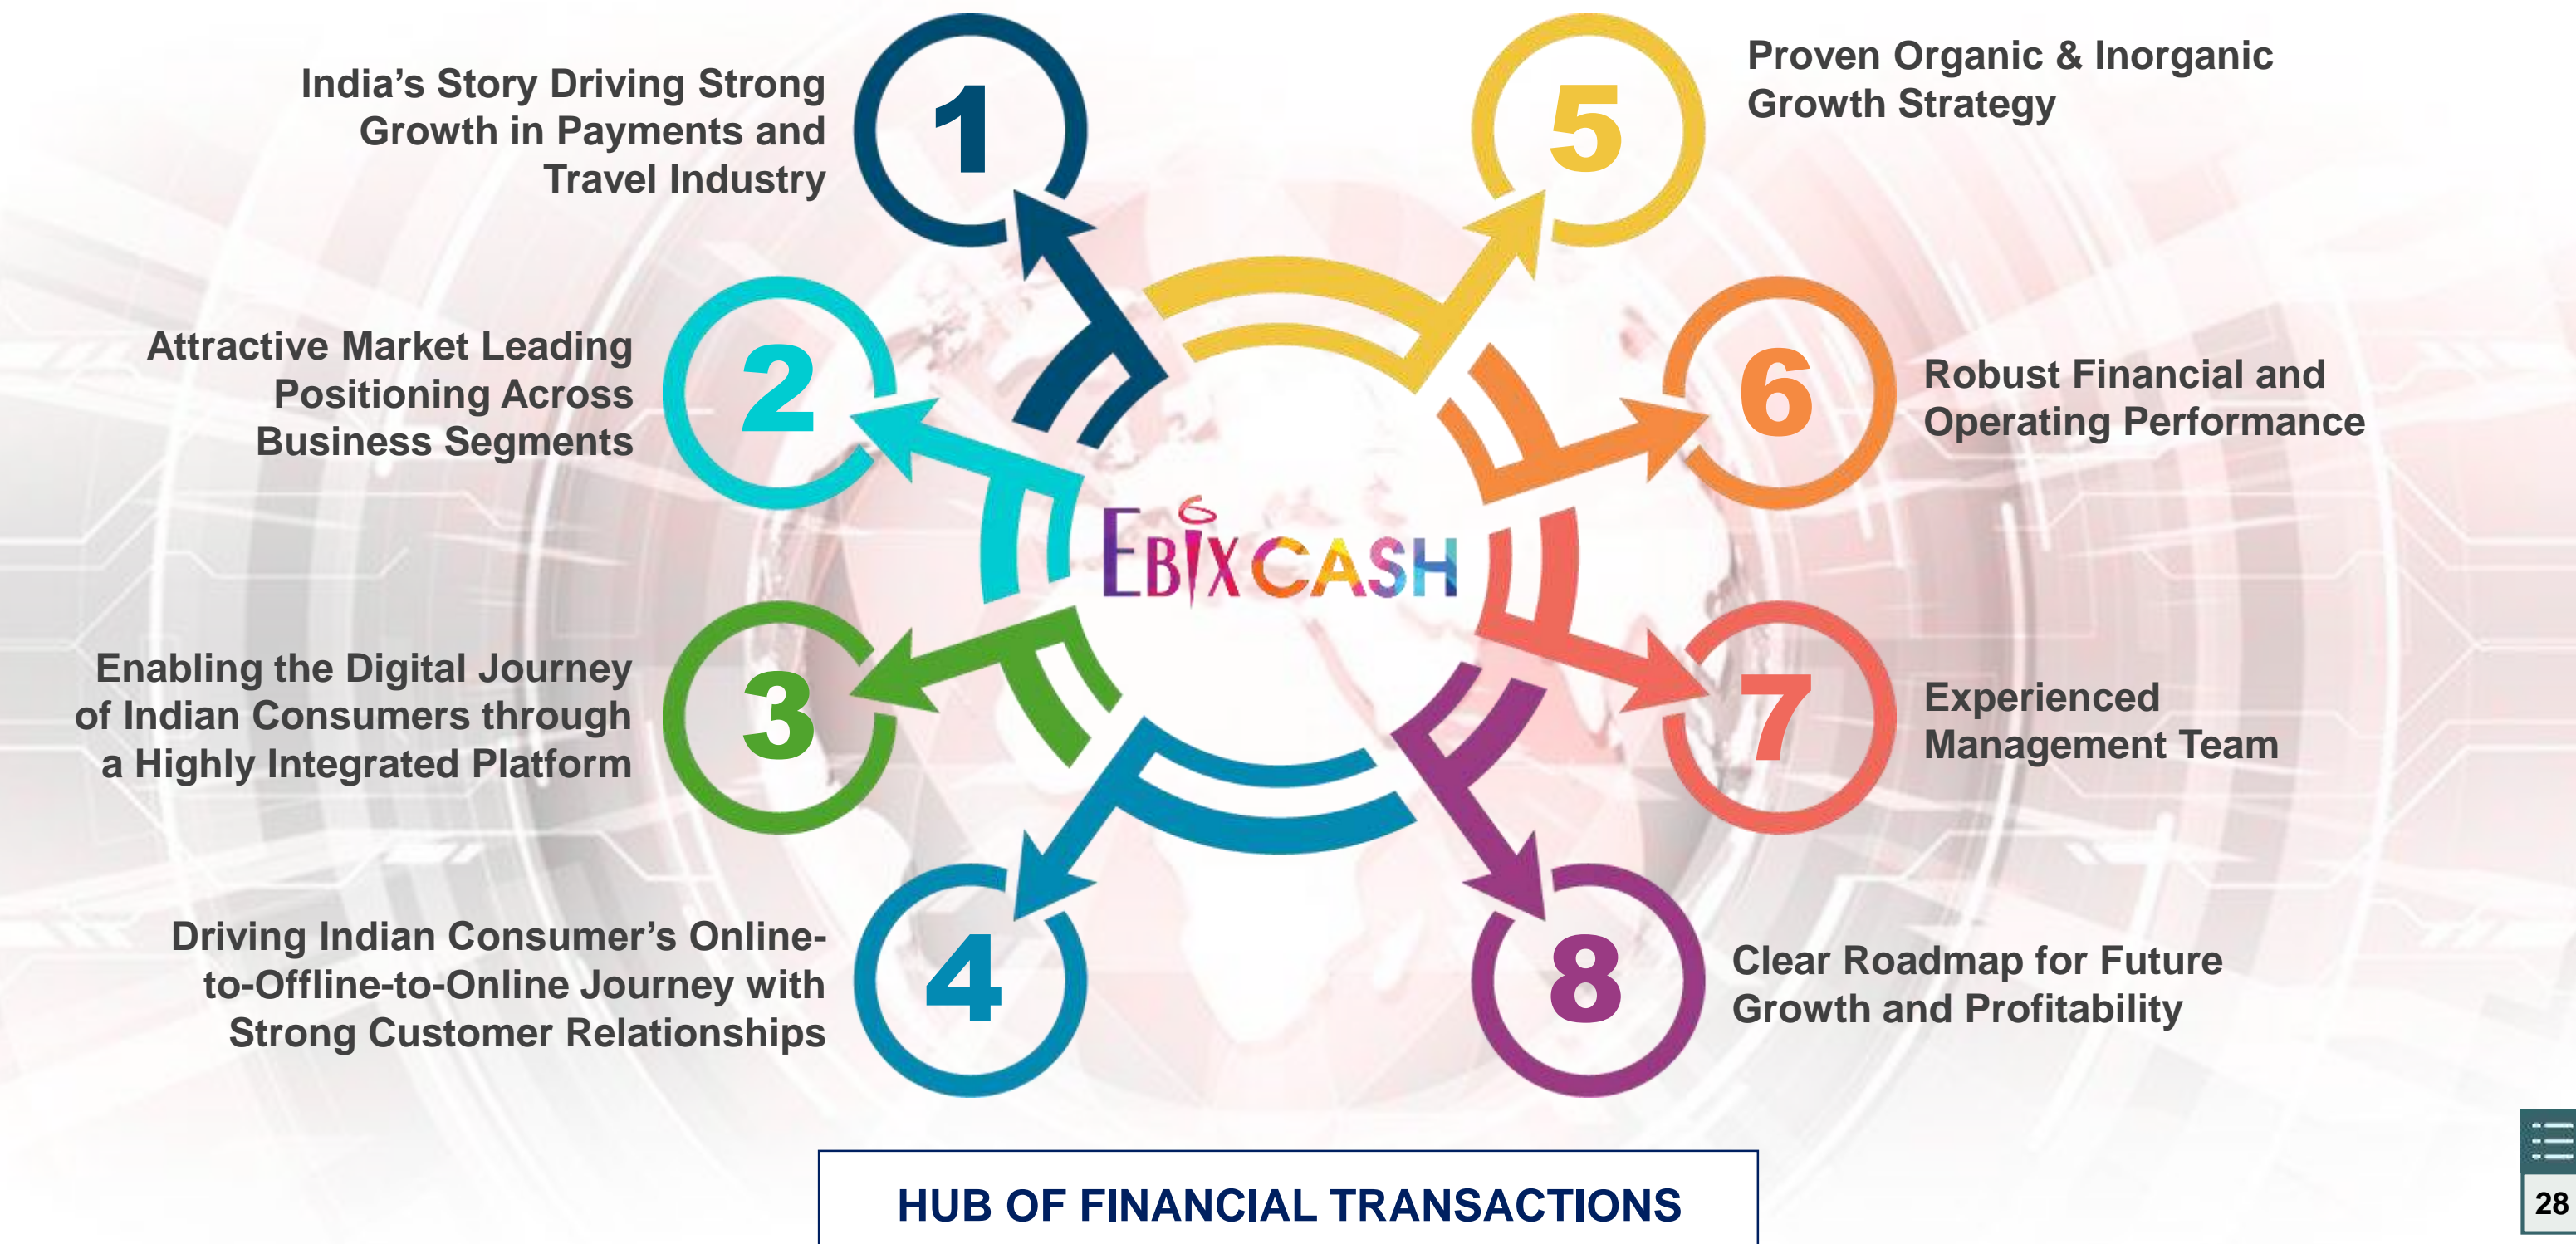 1
India’s Story Driving Strong
Growth in Payments and
Travel Industry
2
Attractive Market Leading
Positioning Across
Business Segments
3
Enabling the Digital Journey
of Indian Consumers through
a Highly Integrated Platform
4
Driving Indian Consumer’s Online-
to-Offline-to-Online Journey with
Strong Customer Relationships
EBIXCASH
5
Proven Organic & Inorganic
Growth Strategy
6
Robust Financial and
Operating Performance
7
Experienced
Management Team
8
Clear Roadmap for Future
Growth and Profitability
HUB OF FINANCIAL TRANSACTIONS
28